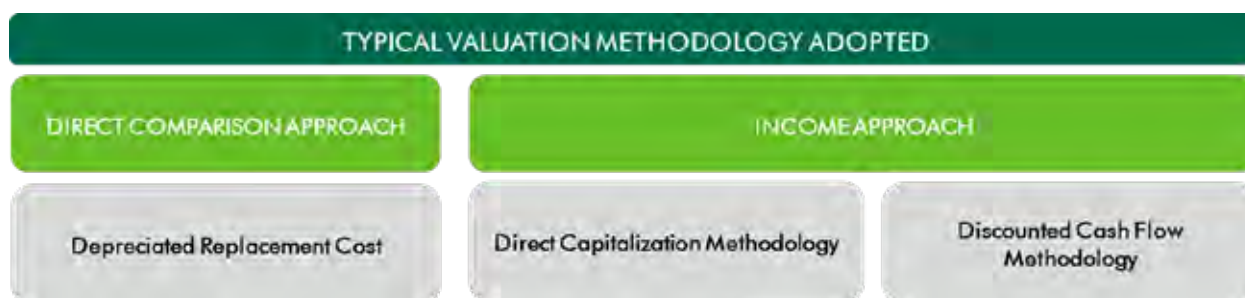 TYPICAL VALUATION METHODOLOGY ADOPTED
DIRECT COMPARISON APPROACH
INCOME APPROACH
Depreciated Replacement Cost
Direct Capitalization Methodology
Discounted Cash Flow
Methodology